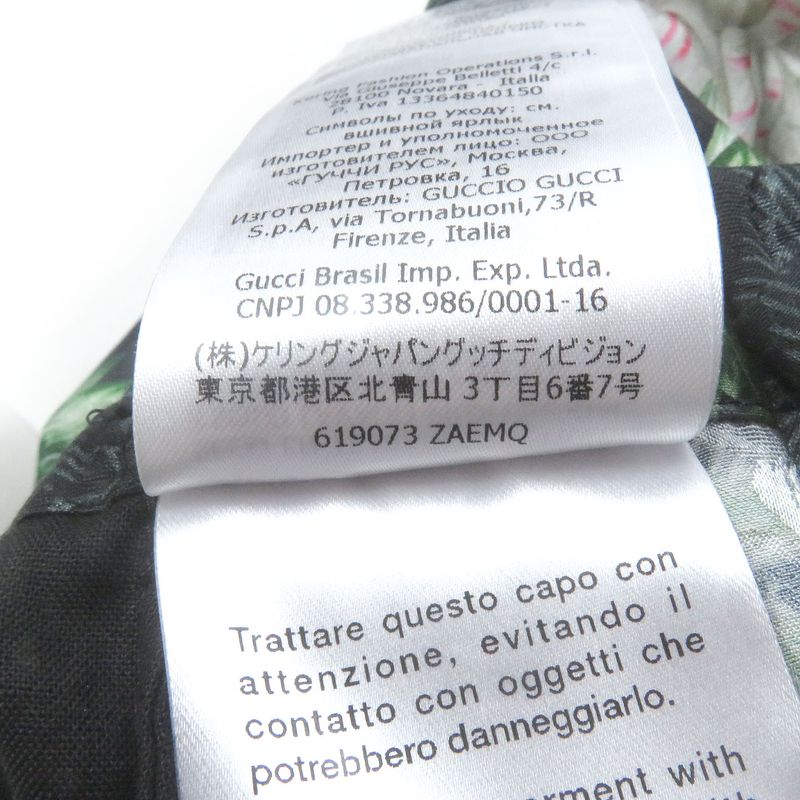 Kering Fashion Operations S.r.l.
Via Giuseppe Belletti 4/c
28100 Novara - Italia
P. Iva 13364840150
Символы по уходу: см.
вшивной ярлык
Импортер и уполномоченное
изготовителем лицо: ООО
«ГУЧЧИ РУС», Москва,
Петровка, 16
Изготовитель: GUCCIO GUCCI
S.p.A, via Tornabuoni,73/R
Firenze, Italia
Gucci Brasil Imp. Exp. Ltda.
CNPJ 08.338.986/0001-16
(株)ケリングジャパングッチディビジョン
東京都港区北青山 3丁目6番7号
619073 ZAEMQ
Trattare questo capo con
attenzione, evitando il
contatto con oggetti che
potrebbero danneggiarlo.
with